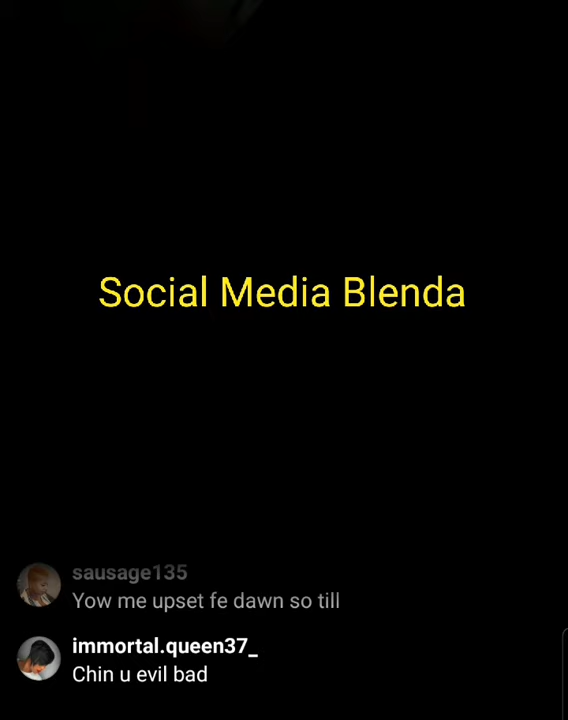 Social Media Blenda
sausage135
Yow me upset fe dawn so till
immortal.queen37_
Chin u evil bad